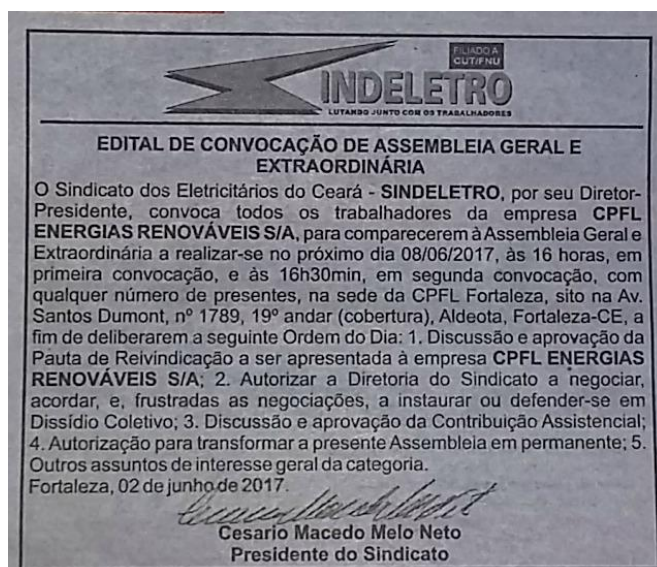 FILIADO A
CUT/FNU
SINDELETRO
LUTANDO JUNTO COM OS TRABALHADORES
EDITAL DE CONVOCAÇÃO DE ASSEMBLEIA GERAL E
EXTRAORDINÁRIA
O Sindicato dos Eletricitários do Ceará - SINDELETRO, por seu Diretor-
Presidente, convoca todos os trabalhadores da empresa CPFL
ENERGIAS RENOVÁVEIS S/A, para comparecerem à Assembleia Geral e
Extraordinária a realizar-se no próximo dia 08/06/2017, às 16 horas, em
primeira convocação, e às 16h30min, em segunda convocação, com
qualquer número de presentes, na sede da CPFL Fortaleza, sito na Av.
Santos Dumont, nº 1789, 19º andar (cobertura), Aldeota, Fortaleza-CE, a
fim de deliberarem a seguinte Ordem do Dia: 1. Discussão e aprovação da
Pauta de Reivindicação a ser apresentada à empresa CPFL ENERGIAS
RENOVÁVEIS S/A; 2. Autorizar a Diretoria do Sindicato a negociar,
acordar, e, frustradas as negociações, a instaurar ou defender-se em
Dissídio Coletivo; 3. Discussão e aprovação da Contribuição Assistencial;
4. Autorização para transformar a presente Assembleia em permanente; 5.
Outros assuntos de interesse geral da categoria.
Fortaleza, 02 de junho de 2017.
Cesario Macedo Melo Neto
Presidente do Sindicato